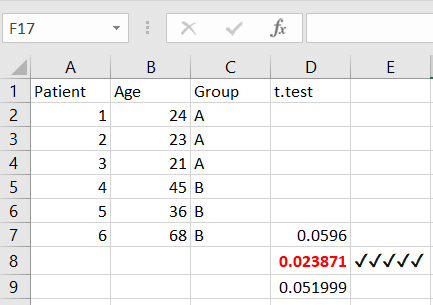 F17 fx
A B C D E
1 Patient Age Group t.test
2 1 24 A
3 2 23 A
4 3 21 A
5 4 45 B
6 5 36 B
7 6 68 B 0.0596
8 0.023871 ✓✓✓✓✓
9 0.051999